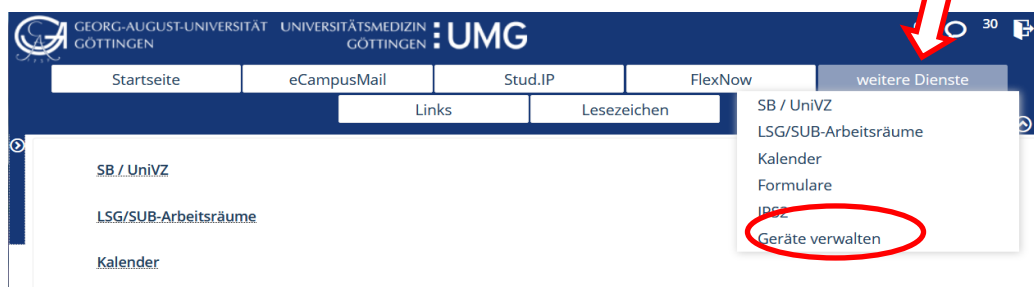 GEORG-AUGUST-UNIVERSITÄT
GÖTTINGEN
UNIVERSITÄTSMEDIZIN
GÖTTINGEN
UMG
30
Startseite
eCampusMail
Stud.IP
FlexNow
weitere Dienste
Links
Lesezeichen
SB / UniVZ
LSG/SUB-Arbeitsräume
Kalender
Formulare
IPS2
Geräte verwalten
SB / UniVZ
LSG/SUB-Arbeitsräume
Kalender